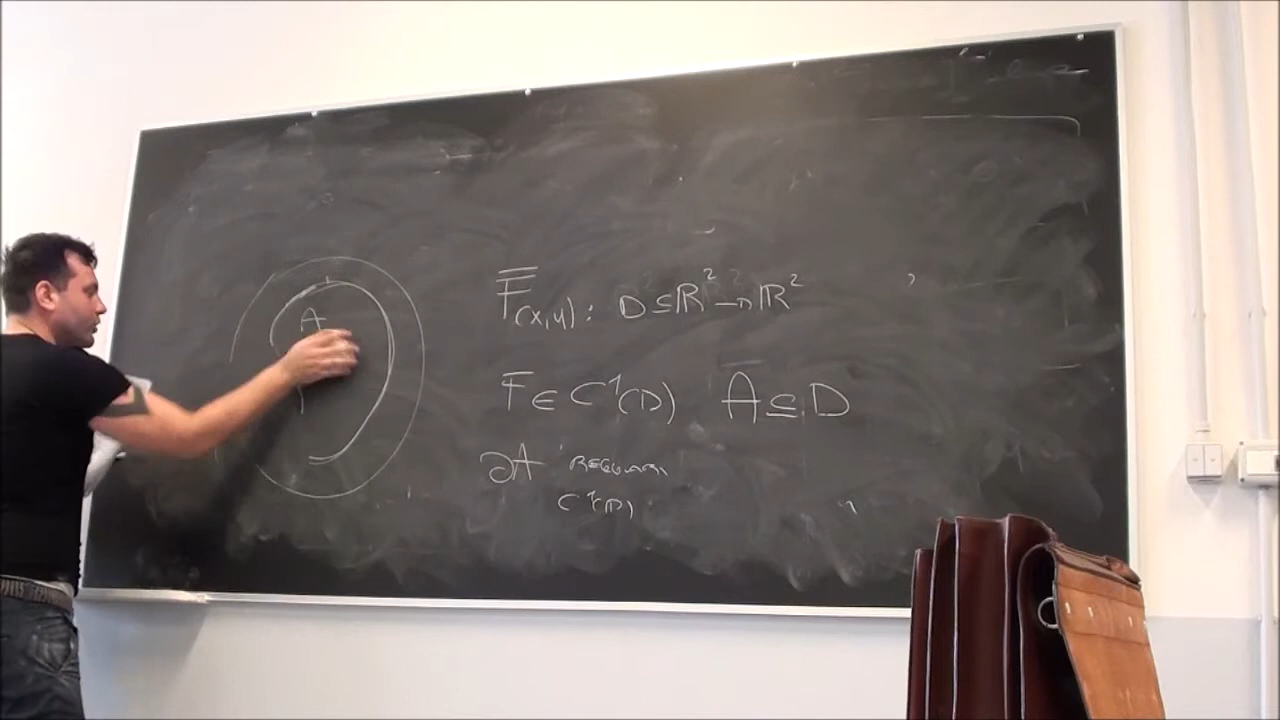 A
F̿(x,y) : D ⊆ ℝ² → ℝ²
F̅ ∈ C¹(D) A̅ ⊆ D
∂A REGOLARE
C¹(D)